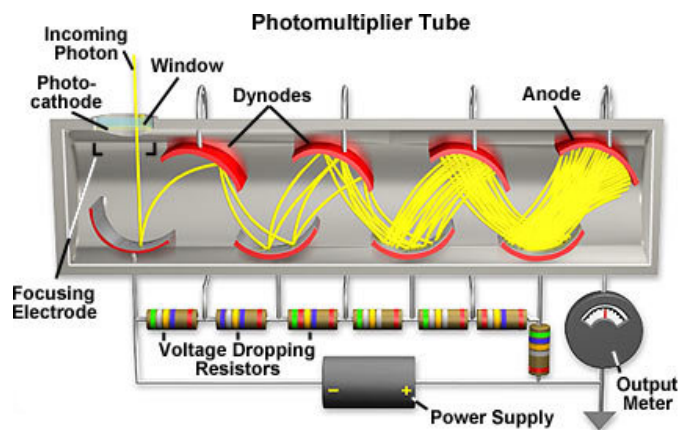 Photomultiplier Tube
Incoming
Photon
Window
Photo-
cathode
Dynodes
Anode
Focusing
Electrode
Voltage Dropping
Resistors
– +
Power Supply
Output
Meter